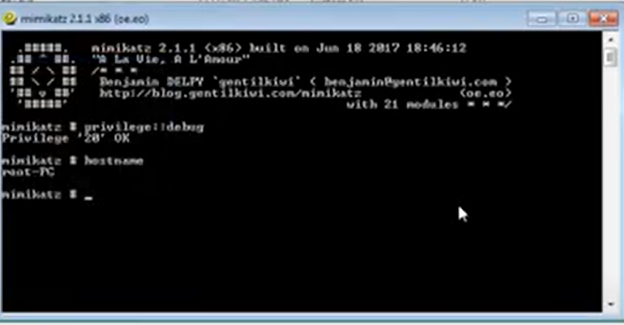 mimikatz 2.1.1 x86 (oe.eo)
mimikatz 2.1.1 (x86) built on Jun 18 2017 18:46:12
"A La Vie, A L'Amour"
/* * *
Benjamin DELPY `gentilkiwi` ( benjamin@gentilkiwi.com )
http://blog.gentilkiwi.com/mimikatz (oe.eo)
with 21 modules * * */
mimikatz # privilege::debug
Privilege '20' OK
mimikatz # hostname
root-PC
mimikatz # _